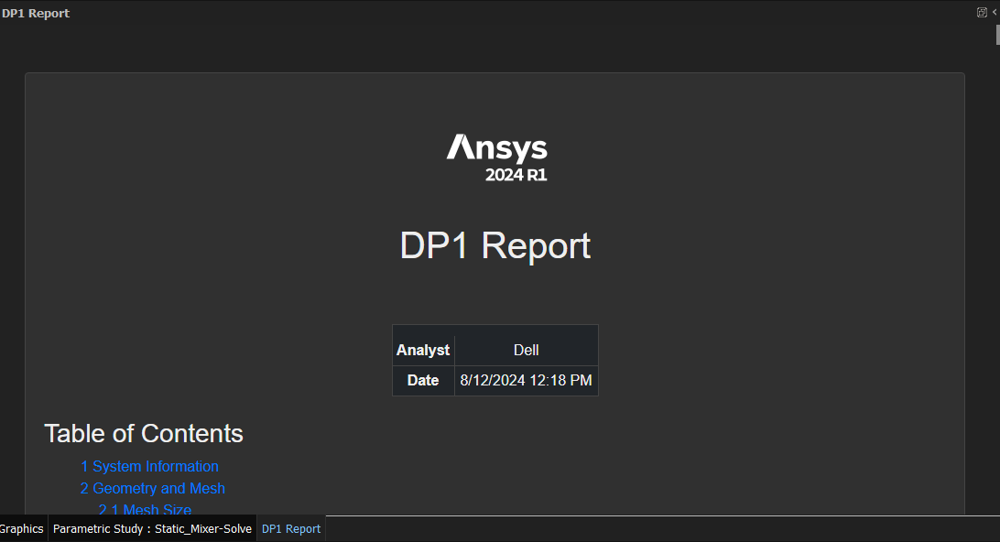 DP1 Report
Ansys
2024 R1
DP1 Report
Analyst Dell
Date 8/12/2024 12:18 PM
Table of Contents
1 System Information
2 Geometry and Mesh
2.1 Mesh Size
Graphics Parametric Study : Static_Mixer-Solve DP1 Report